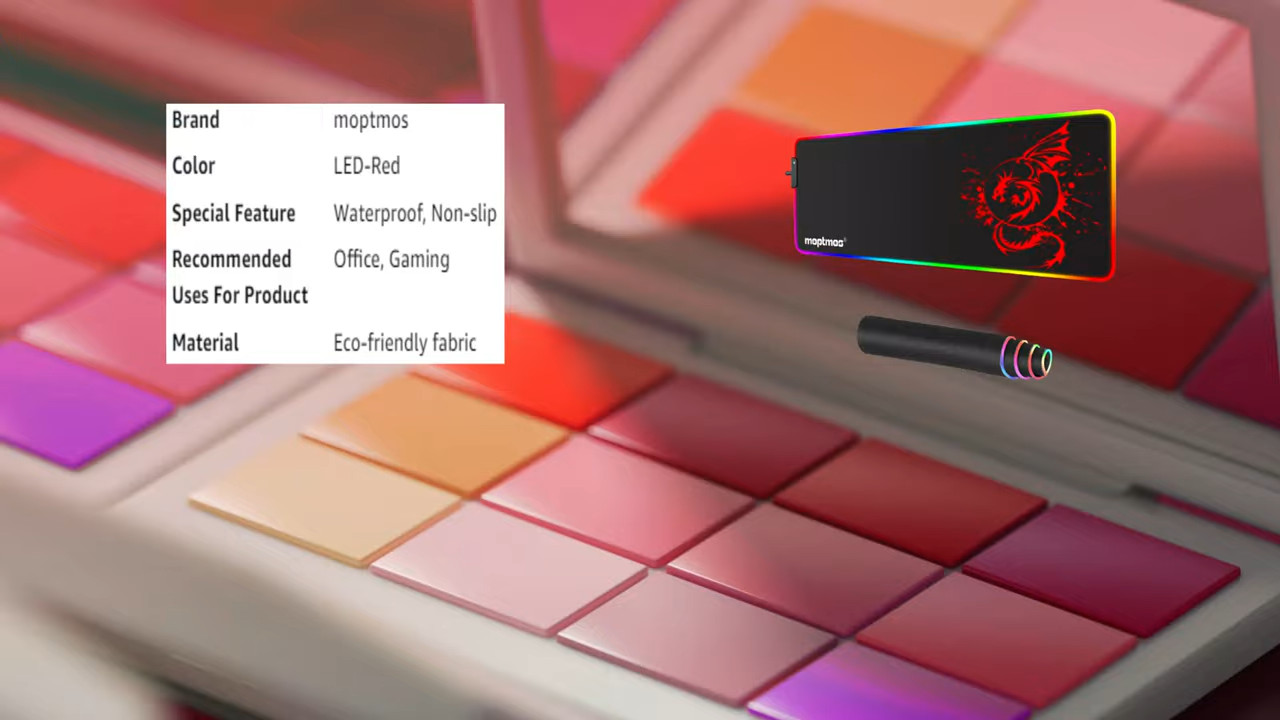 Brand moptmos
Color LED-Red
Special Feature Waterproof, Non-slip
Recommended Office, Gaming
Uses For Product
Material Eco-friendly fabric
moptmos